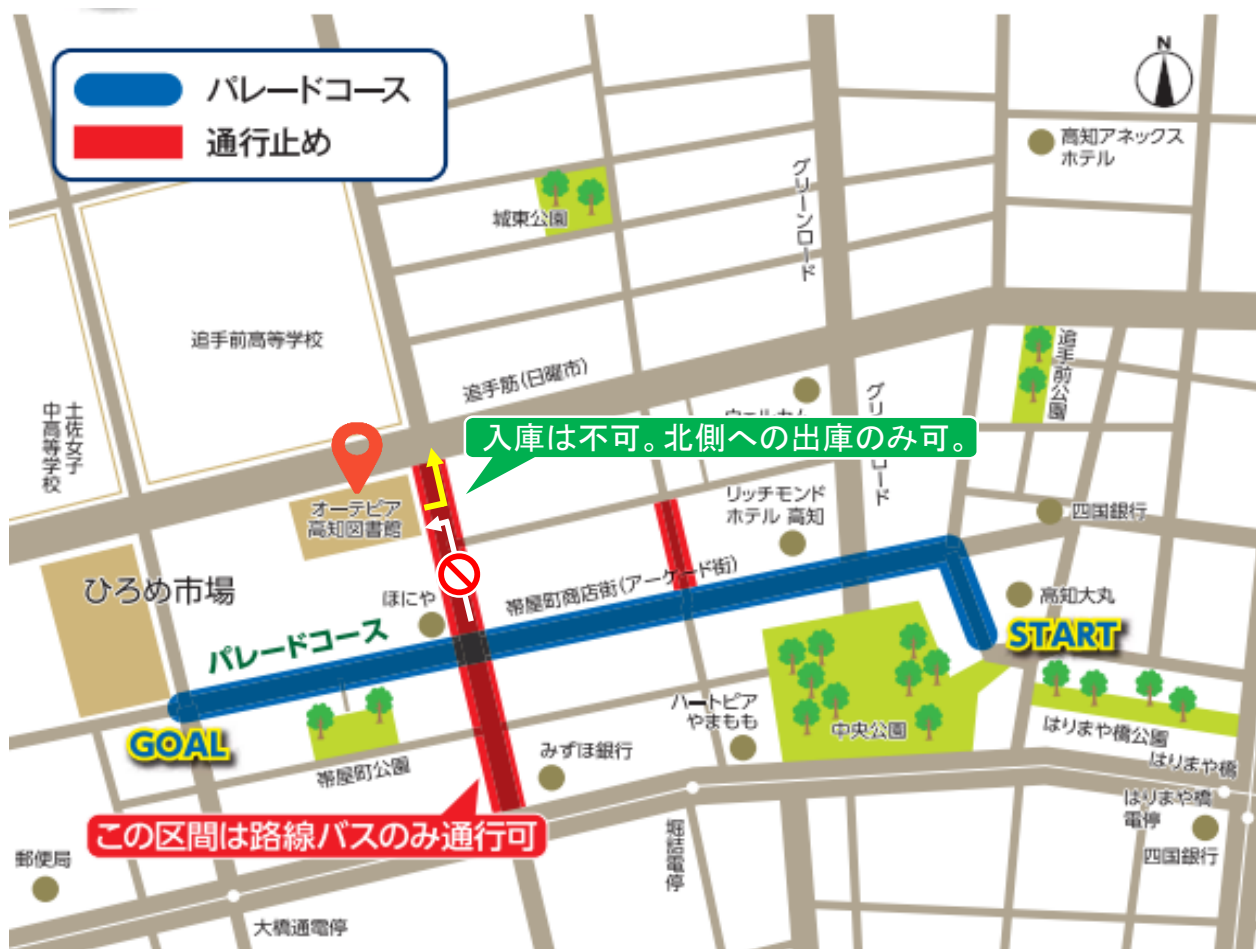 パレードコース
通行止め
N
高知アネックス
ホテル
グリーンロード
城東公園
追手前高等学校
追手筋(日曜市)
追手前公園
土佐女子
中高等学校
入庫は不可。北側への出庫のみ可。
オーテピア
高知図書館
リッチモンド
ホテル 高知
四国銀行
ひろめ市場
ほにや
帯屋町商店街(アーケード街)
高知大丸
パレードコース
START
GOAL
ハートピア
やまもも
中央公園
はりまや橋公園
はりまや橋
みずほ銀行
帯屋町公園
はりまや橋
電停
この区間は路線バスのみ通行可
堀詰電停
四国銀行
郵便局
大橋通電停